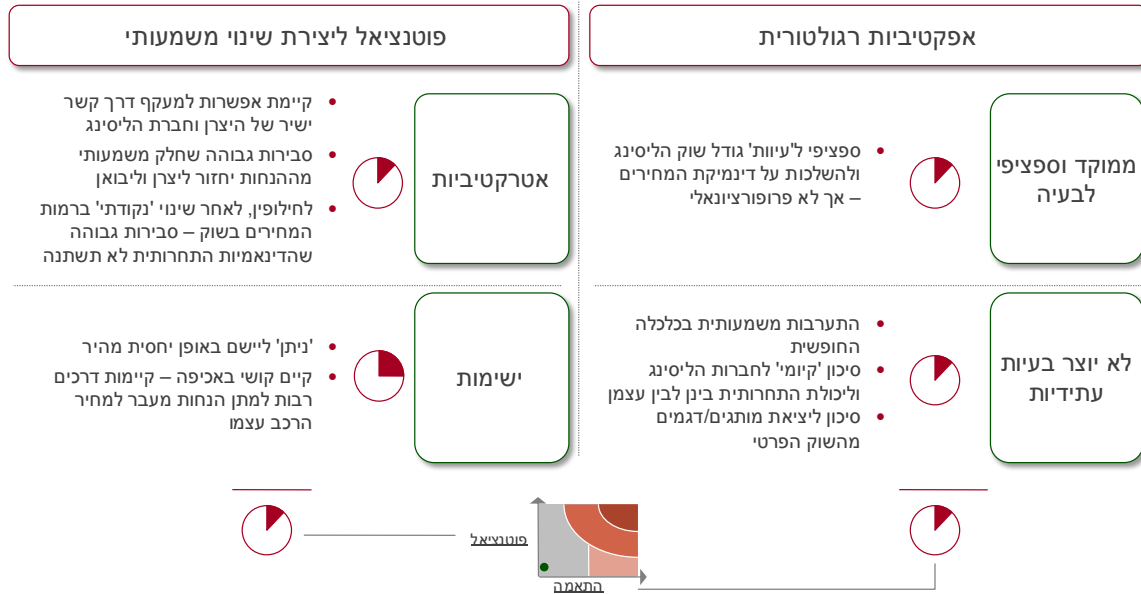 אפקטיביות רגולטורית
פוטנציאל ליצירת שינוי משמעותי
ממוקד וספציפי
לבעיה
• ספציפי ל'עיוות' גודל שוק הליסינג
ולהשלכות על דינמיקת המחירים
– אך לא פרופורציונאלי
אטרקטיביות
• קיימת אפשרות למעקף דרך קשר
ישיר של היצרן וחברת הליסינג
• סבירות גבוהה שחלק משמעותי
מההנחות יחזור ליצרן וליבואן
• לחילופין, לאחר שינוי 'נקודתי' ברמות
המחירים בשוק – סבירות גבוהה
שהדינאמיות התחרותית לא תשתנה
לא יוצר בעיות
עתידיות
• התערבות משמעותית בכלכלה
החופשית
• סיכון 'קיומי' לחברות הליסינג
וליכולת התחרותית בינן לבין עצמן
• סיכון ליציאת מותגים/דגמים
מהשוק הפרטי
ישימות
• 'ניתן' ליישם באופן יחסית מהיר
• קיים קושי באכיפה – קיימות דרכים
רבות למתן הנחות מעבר למחיר
הרכב עצמו
פוטנציאל
התאמה